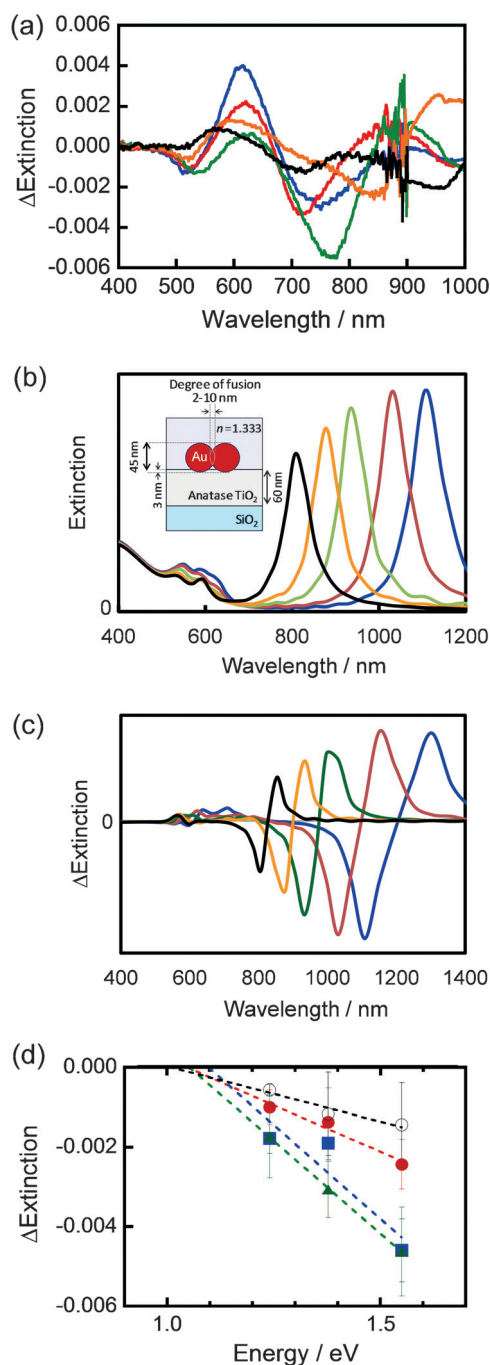 (a)
0.006
0.004
0.002
0.000
-0.002
-0.004
-0.006
ΔExtinction
400 500 600 700 800 900 1000
Wavelength / nm
(b)
Extinction
0
Degree of fusion
2-10 nm
n = 1.333
45 nm
Au
3 nm
Anatase TiO2
60 nm
SiO2
400 600 800 1000 1200
Wavelength / nm
(c)
ΔExtinction
0
400 600 800 1000 1200 1400
Wavelength / nm
(d)
0.000
-0.002
-0.004
-0.006
ΔExtinction
1.0 1.5
Energy / eV